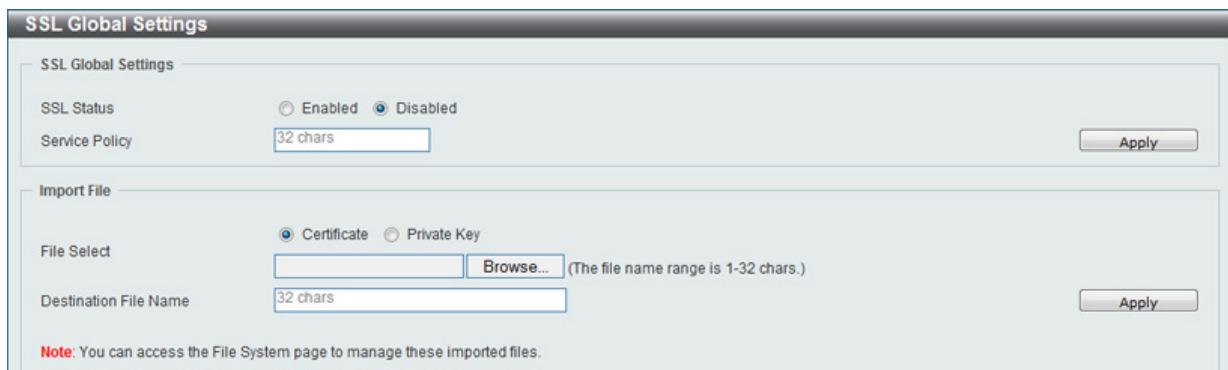 SSL Global Settings
SSL Global Settings
SSL Status Enabled Disabled
Service Policy 32 chars Apply
Import File
File Select Certificate Private Key
Browse... (The file name range is 1-32 chars.)
Destination File Name 32 chars Apply
Note: You can access the File System page to manage these imported files.